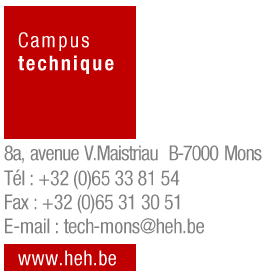 Campus
technique
8a, avenue V.Maistriau B-7000 Mons
Tél : +32 (0)65 33 81 54
Fax : +32 (0)65 31 30 51
E-mail : tech-mons@heh.be
www.heh.be